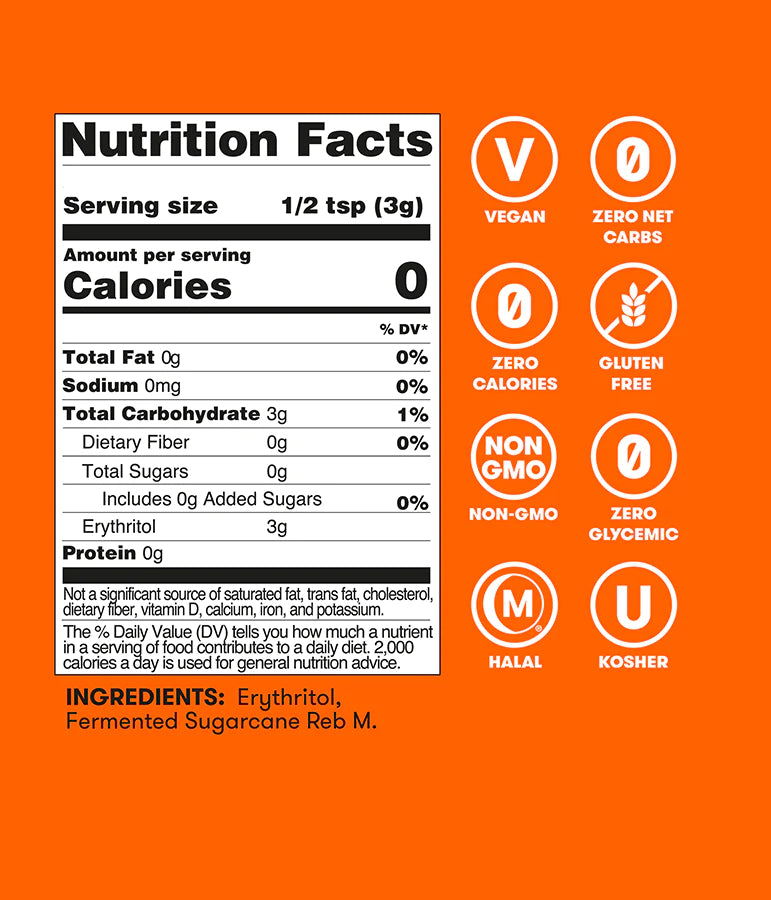 Nutrition Facts
Serving size 1/2 tsp (3g)
Amount per serving
Calories 0
% DV*
Total Fat 0g 0%
Sodium 0mg 0%
Total Carbohydrate 3g 1%
Dietary Fiber 0g 0%
Total Sugars 0g
Includes 0g Added Sugars 0%
Erythritol 3g
Protein 0g
Not a significant source of saturated fat, trans fat, cholesterol,
dietary fiber, vitamin D, calcium, iron, and potassium.
The % Daily Value (DV) tells you how much a nutrient
in a serving of food contributes to a daily diet. 2,000
calories a day is used for general nutrition advice.
INGREDIENTS: Erythritol,
Fermented Sugarcane Reb M.
V
VEGAN
0
ZERO NET
CARBS
0
ZERO
CALORIES
GLUTEN
FREE
NON
GMO
NON-GMO
0
ZERO
GLYCEMIC
M
®
HALAL
U
KOSHER